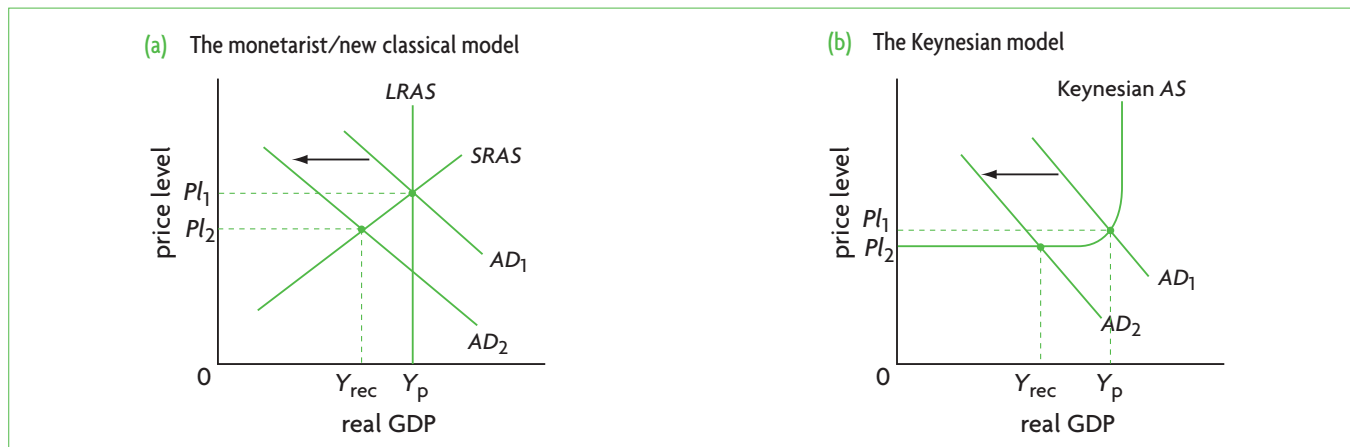 (a) The monetarist/new classical model
LRAS
SRAS
price level
Pl1
Pl2
AD1
AD2
0
Yrec
Yp
real GDP
(b) The Keynesian model
Keynesian AS
price level
Pl1
Pl2
AD1
AD2
0
Yrec
Yp
real GDP